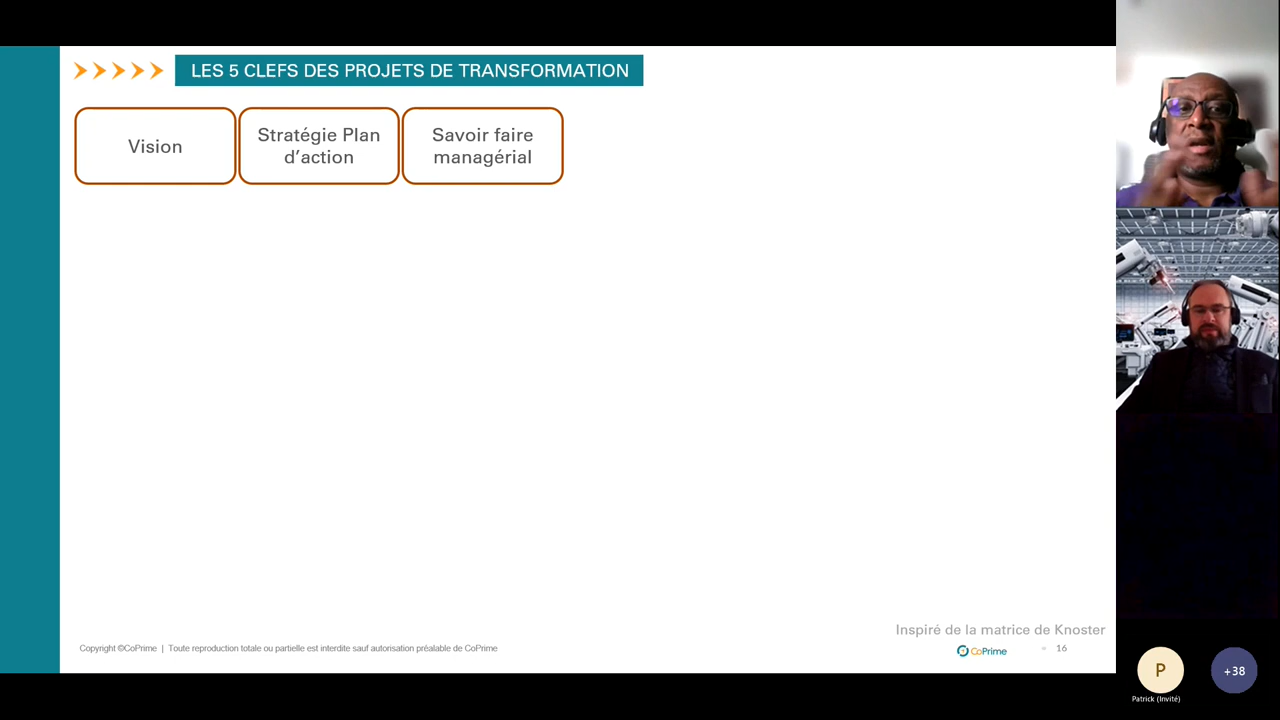 LES 5 CLEFS DES PROJETS DE TRANSFORMATION
Vision
Stratégie Plan
d’action
Savoir faire
managérial
Inspiré de la matrice de Knoster
Copyright ©CoPrime | Toute reproduction totale ou partielle est interdite sauf autorisation préalable de CoPrime
CoPrime
16
P
+38
Patrick (Invité)